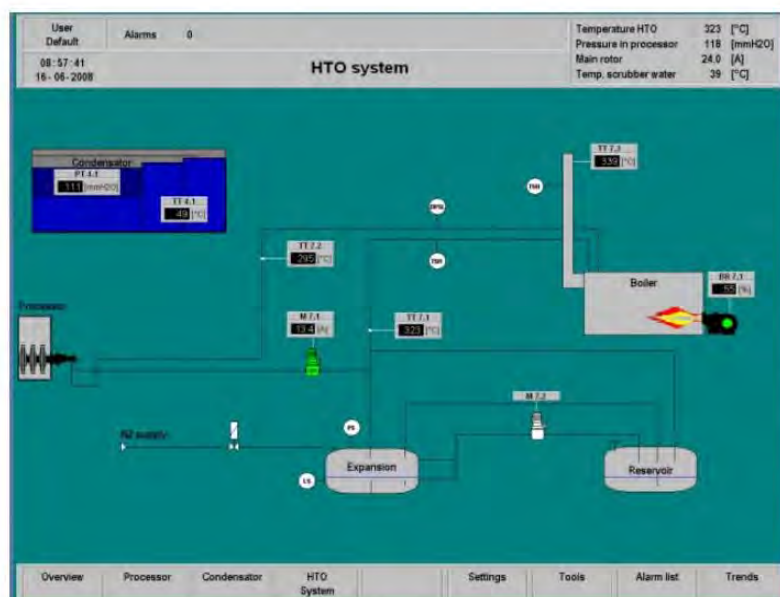 User
Default
Alarms 0
08:57:41
16-06-2008
HTO system
Temperature HTO 323 [°C]
Pressure in processor 118 [mmH2O]
Main rotor 24.0 [A]
Temp. scrubber water 39 [°C]
Condensator
PT 4.1
111 [mmH2O]
TT 4.1
49 [°C]
TT 7.3
339 [°C]
TSH
TT 7.2
295 [°C]
TSH
Boiler
BR 7.1
55 [%]
Processor
M 7.1
13.4 [A]
TT 7.1
323 [°C]
M 7.2
N2 supply
PS
Expansion
LS
Reservoir
Overview
Processor
Condensator
HTO
System
Settings
Tools
Alarm list
Trends